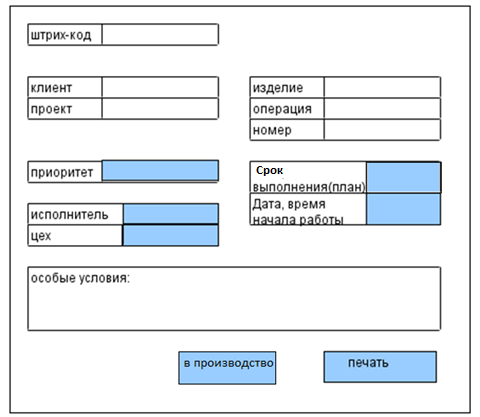 штрих-код
клиент
проект
изделие
операция
номер
приоритет
Срок
выполнения(план)
Дата, время
начала работы
исполнитель
цех
особые условия:
в производство
печать